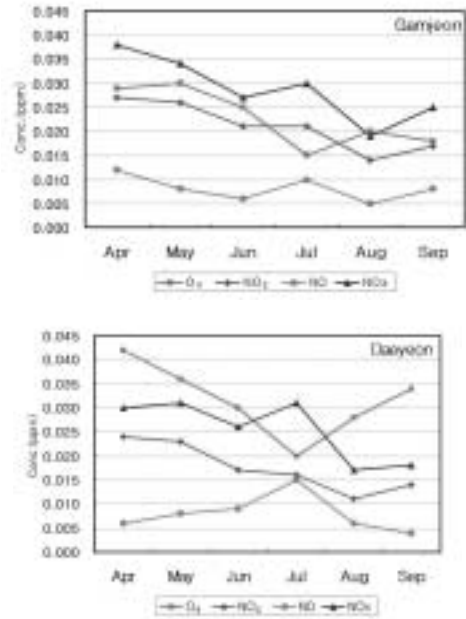 Gamjeon
Conc.(ppm)
0.045
0.040
0.035
0.030
0.025
0.020
0.015
0.010
0.005
0.000
Apr May Jun Jul Aug Sep
O₃ NO₂ NO NOx
Daeyeon
Conc.(ppm)
0.045
0.040
0.035
0.030
0.025
0.020
0.015
0.010
0.005
0.000
Apr May Jun Jul Aug Sep
O₃ NO₂ NO NOx